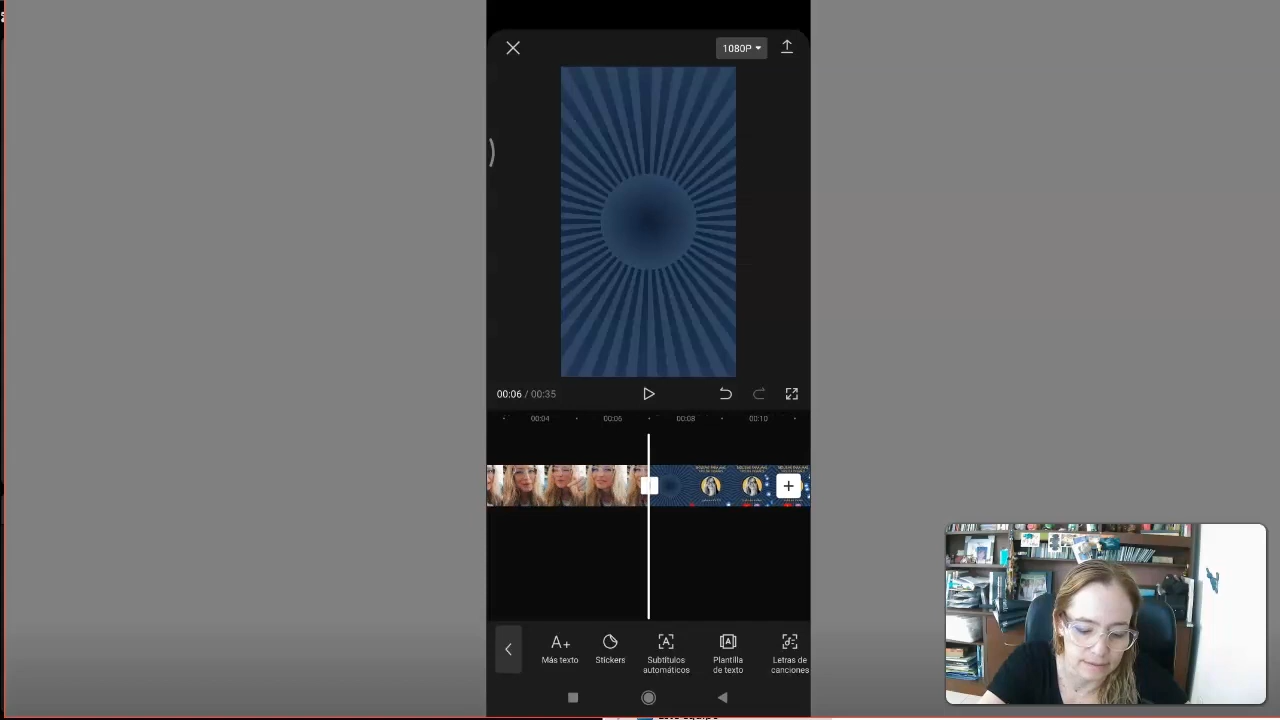 1080P
00:06 / 00:35
00:04
00:06
00:08
00:10
Más texto
Stickers
Subtítulos
automáticos
Plantilla
de texto
Letras de
canciones